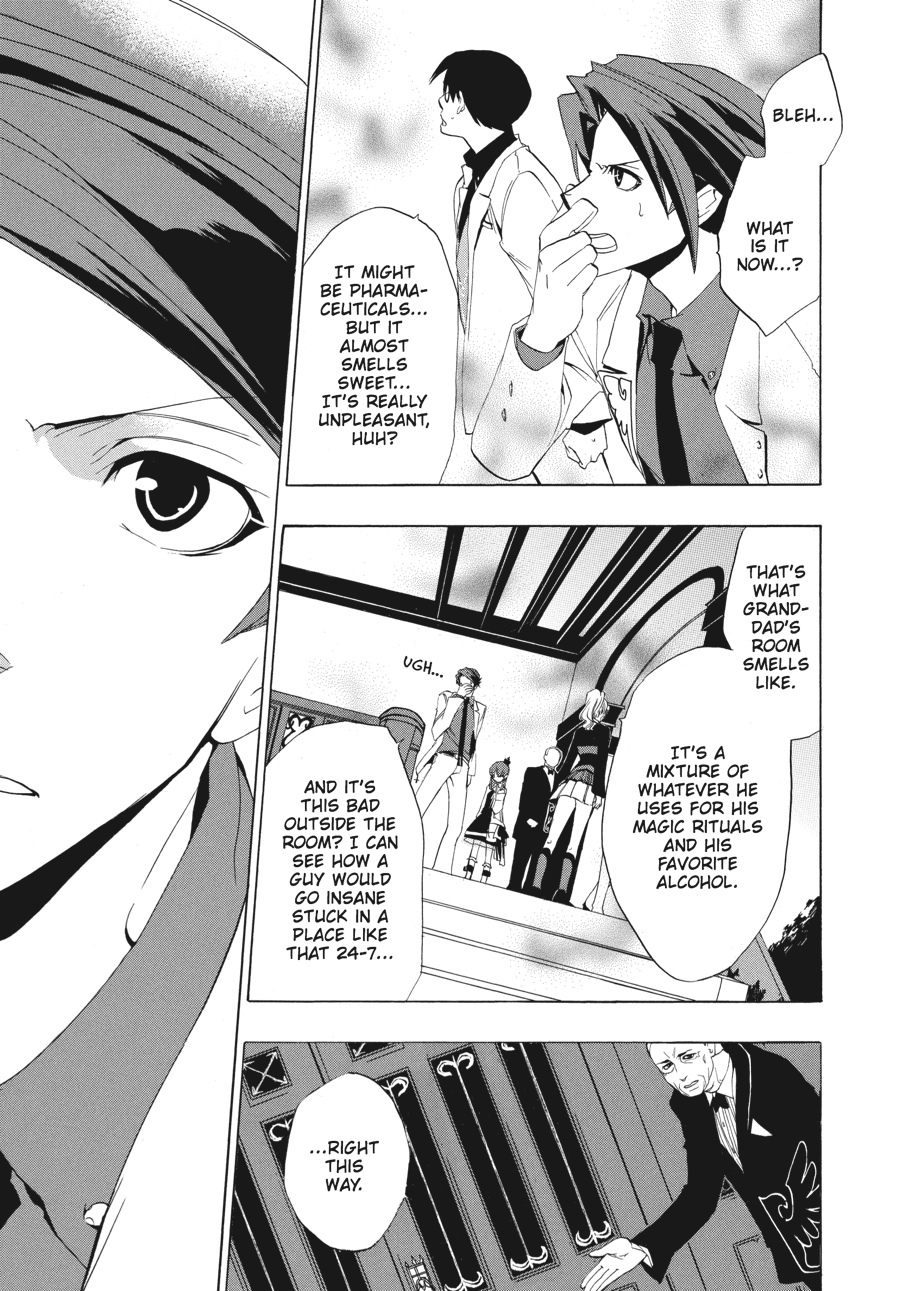 BLEH...
WHAT
IS IT
NOW...?
IT MIGHT
BE PHARMA-
CEUTICALS...
BUT IT
ALMOST
SMELLS
SWEET...
IT'S REALLY
UNPLEASANT,
HUH?
THAT'S
WHAT
GRAND-
DAD'S
ROOM
SMELLS
LIKE.
IT'S A
MIXTURE OF
WHATEVER HE
USES FOR HIS
MAGIC RITUALS
AND HIS
FAVORITE
ALCOHOL.
UGH...
AND IT'S
THIS BAD
OUTSIDE THE
ROOM? I CAN
SEE HOW A
GUY WOULD
GO INSANE
STUCK IN A
PLACE LIKE
THAT 24-7...
...RIGHT
THIS
WAY.